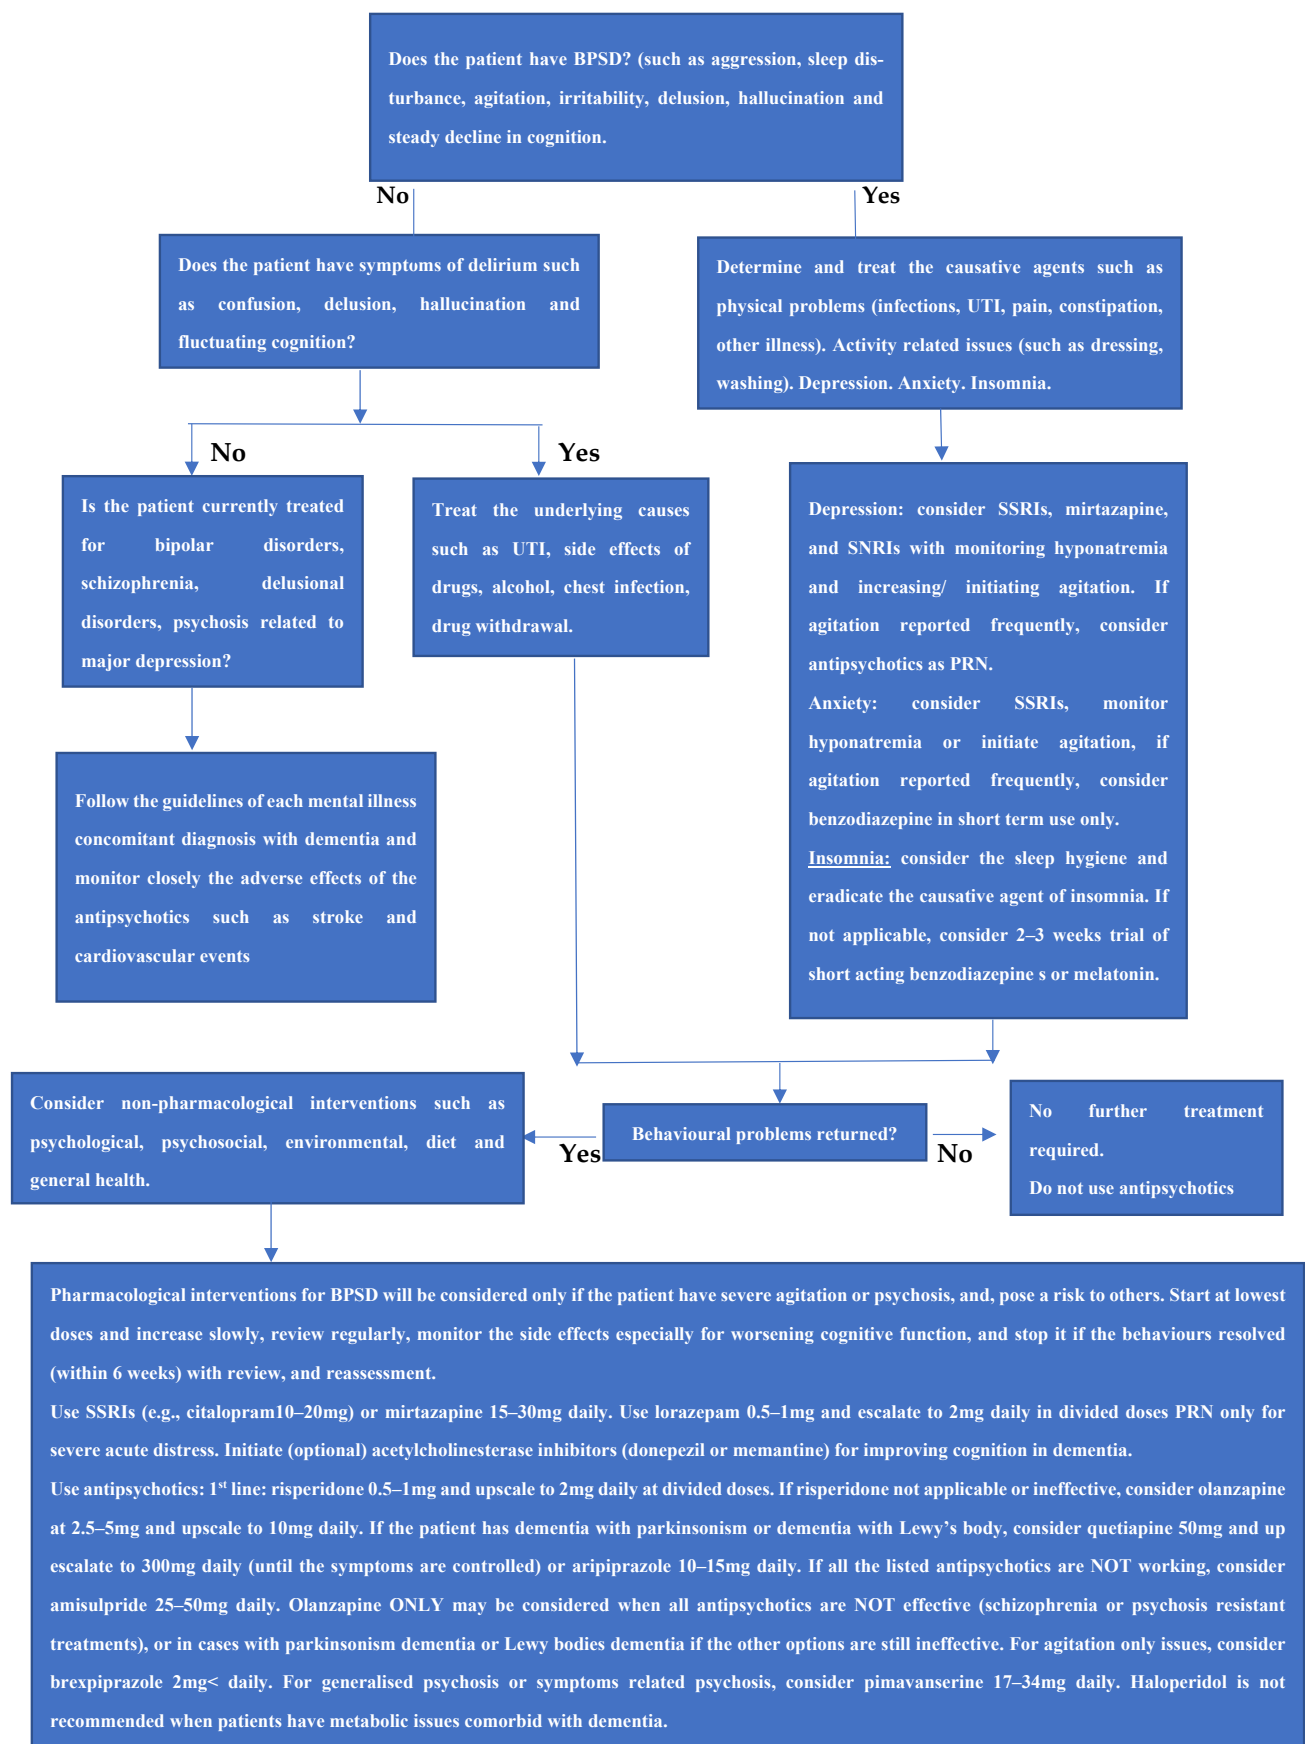 Does the patient have BPSD? (such as aggression, sleep dis-
turbance, agitation, irritability, delusion, hallucination and
steady decline in cognition.
No
Yes
Does the patient have symptoms of delirium such
as confusion, delusion, hallucination and
fluctuating cognition?
Determine and treat the causative agents such as
physical problems (infections, UTI, pain, constipation,
other illness). Activity related issues (such as dressing,
washing). Depression. Anxiety. Insomnia.
No
Yes
Is the patient currently treated
for bipolar disorders,
schizophrenia, delusional
disorders, psychosis related to
major depression?
Treat the underlying causes
such as UTI, side effects of
drugs, alcohol, chest infection,
drug withdrawal.
Depression: consider SSRIs, mirtazapine,
and SNRIs with monitoring hyponatremia
and increasing/ initiating agitation. If
agitation reported frequently, consider
antipsychotics as PRN.
Anxiety: consider SSRIs, monitor
hyponatremia or initiate agitation, if
agitation reported frequently, consider
benzodiazepine in short term use only.
Insomnia: consider the sleep hygiene and
eradicate the causative agent of insomnia. If
not applicable, consider 2–3 weeks trial of
short acting benzodiazepine s or melatonin.
Follow the guidelines of each mental illness
concomitant diagnosis with dementia and
monitor closely the adverse effects of the
antipsychotics such as stroke and
cardiovascular events
Consider non-pharmacological interventions such as
psychological, psychosocial, environmental, diet and
general health.
Yes
Behavioural problems returned?
No
No further treatment
required.
Do not use antipsychotics
Pharmacological interventions for BPSD will be considered only if the patient have severe agitation or psychosis, and, pose a risk to others. Start at lowest
doses and increase slowly, review regularly, monitor the side effects especially for worsening cognitive function, and stop it if the behaviours resolved
(within 6 weeks) with review, and reassessment.
Use SSRIs (e.g., citalopram10–20mg) or mirtazapine 15–30mg daily. Use lorazepam 0.5–1mg and escalate to 2mg daily in divided doses PRN only for
severe acute distress. Initiate (optional) acetylcholinesterase inhibitors (donepezil or memantine) for improving cognition in dementia.
Use antipsychotics: 1st line: risperidone 0.5–1mg and upscale to 2mg daily at divided doses. If risperidone not applicable or ineffective, consider olanzapine
at 2.5–5mg and upscale to 10mg daily. If the patient has dementia with parkinsonism or dementia with Lewy’s body, consider quetiapine 50mg and up
escalate to 300mg daily (until the symptoms are controlled) or aripiprazole 10–15mg daily. If all the listed antipsychotics are NOT working, consider
amisulpride 25–50mg daily. Olanzapine ONLY may be considered when all antipsychotics are NOT effective (schizophrenia or psychosis resistant
treatments), or in cases with parkinsonism dementia or Lewy bodies dementia if the other options are still ineffective. For agitation only issues, consider
brexpiprazole 2mg< daily. For generalised psychosis or symptoms related psychosis, consider pimavanserine 17–34mg daily. Haloperidol is not
recommended when patients have metabolic issues comorbid with dementia.